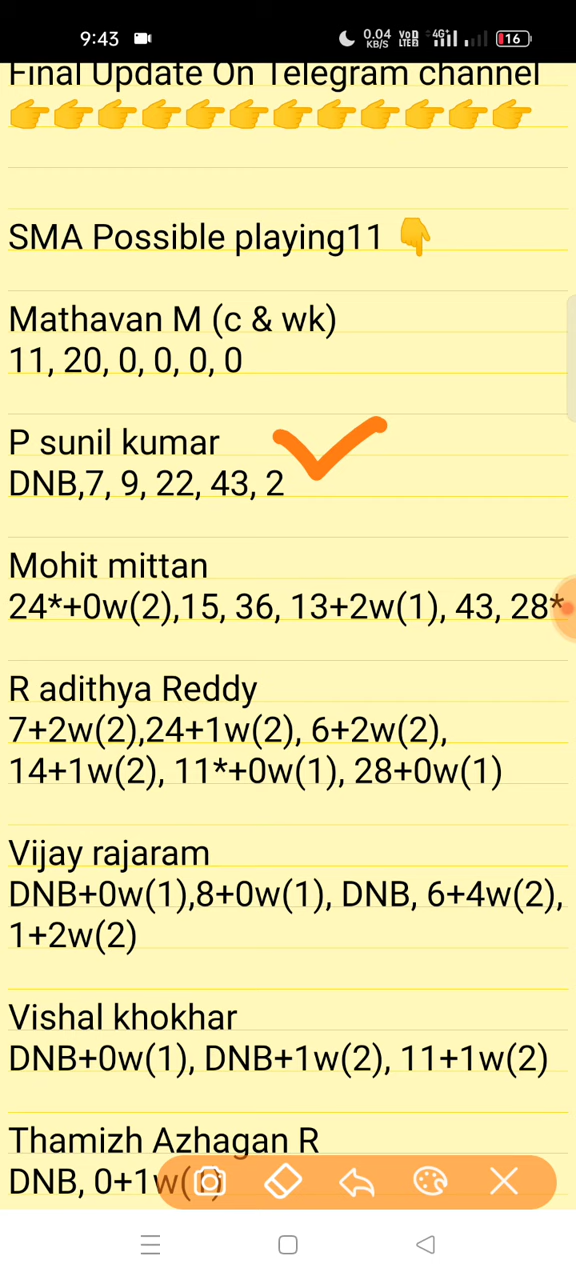 9:43 0.04 KB/S VoD LTE2 4G+ 16
Final Update On Telegram channel
👉👉👉👉👉👉👉👉👉👉👉👉
SMA Possible playing11 👇
Mathavan M (c & wk)
11, 20, 0, 0, 0, 0
P sunil kumar
DNB,7, 9, 22, 43, 2
Mohit mittan
24*+0w(2),15, 36, 13+2w(1), 43, 28*
R adithya Reddy
7+2w(2),24+1w(2), 6+2w(2),
14+1w(2), 11*+0w(1), 28+0w(1)
Vijay rajaram
DNB+0w(1),8+0w(1), DNB, 6+4w(2),
1+2w(2)
Vishal khokhar
DNB+0w(1), DNB+1w(2), 11+1w(2)
Thamizh Azhagan R
DNB, 0+1w(